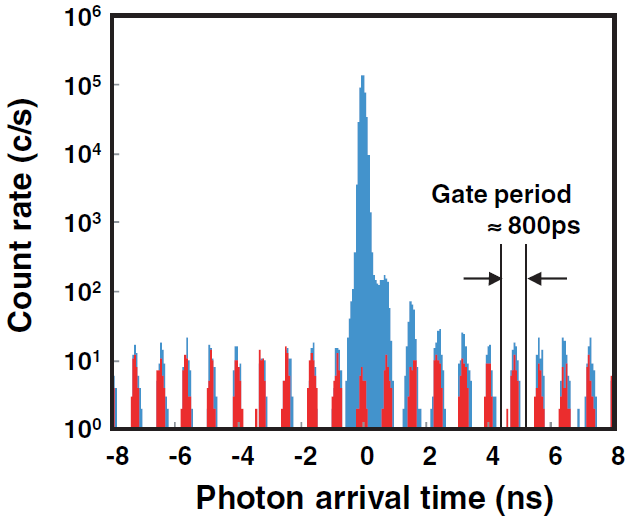 Count rate (c/s)
10⁶
10⁵
10⁴
10³
10²
10¹
10⁰
Gate period
≈ 800ps
-8 -6 -4 -2 0 2 4 6 8
Photon arrival time (ns)